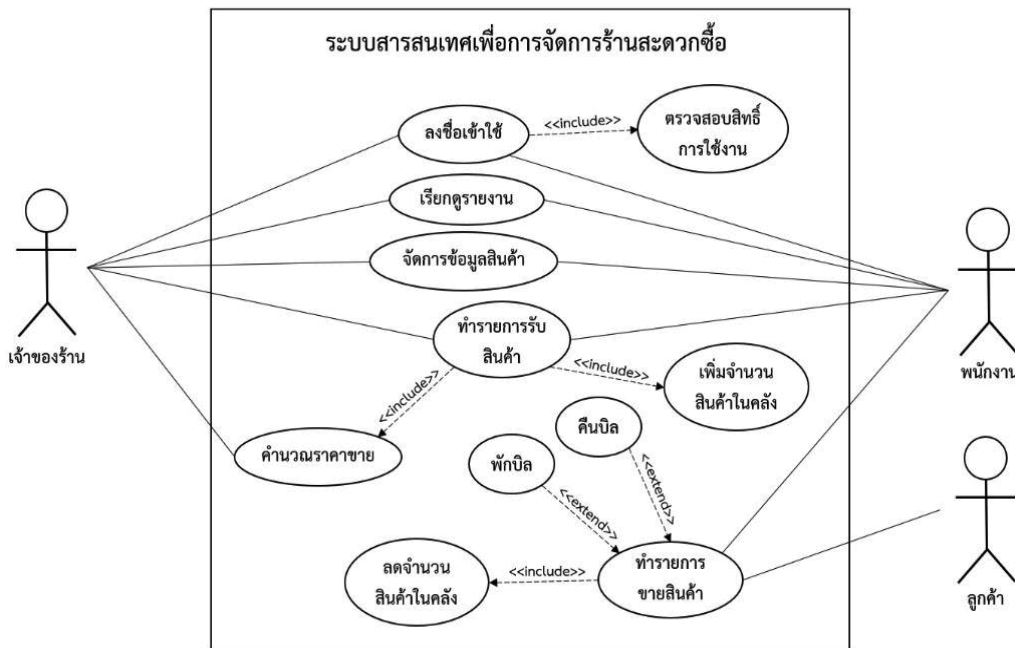 ระบบสารสนเทศเพื่อการจัดการร้านสะดวกซื้อ
ลงชื่อเข้าใช้
<<include>>
ตรวจสอบสิทธิ์
การใช้งาน
เรียกดูรายงาน
จัดการข้อมูลสินค้า
ทำรายการรับ
สินค้า
เจ้าของร้าน
พนักงาน
<<include>>
<<include>>
เพิ่มจำนวน
สินค้าในคลัง
คำนวณราคาขาย
คืนบิล
พักบิล
<<extend>>
<<extend>>
ลดจำนวน
สินค้าในคลัง
<<include>>
ทำรายการ
ขายสินค้า
ลูกค้า